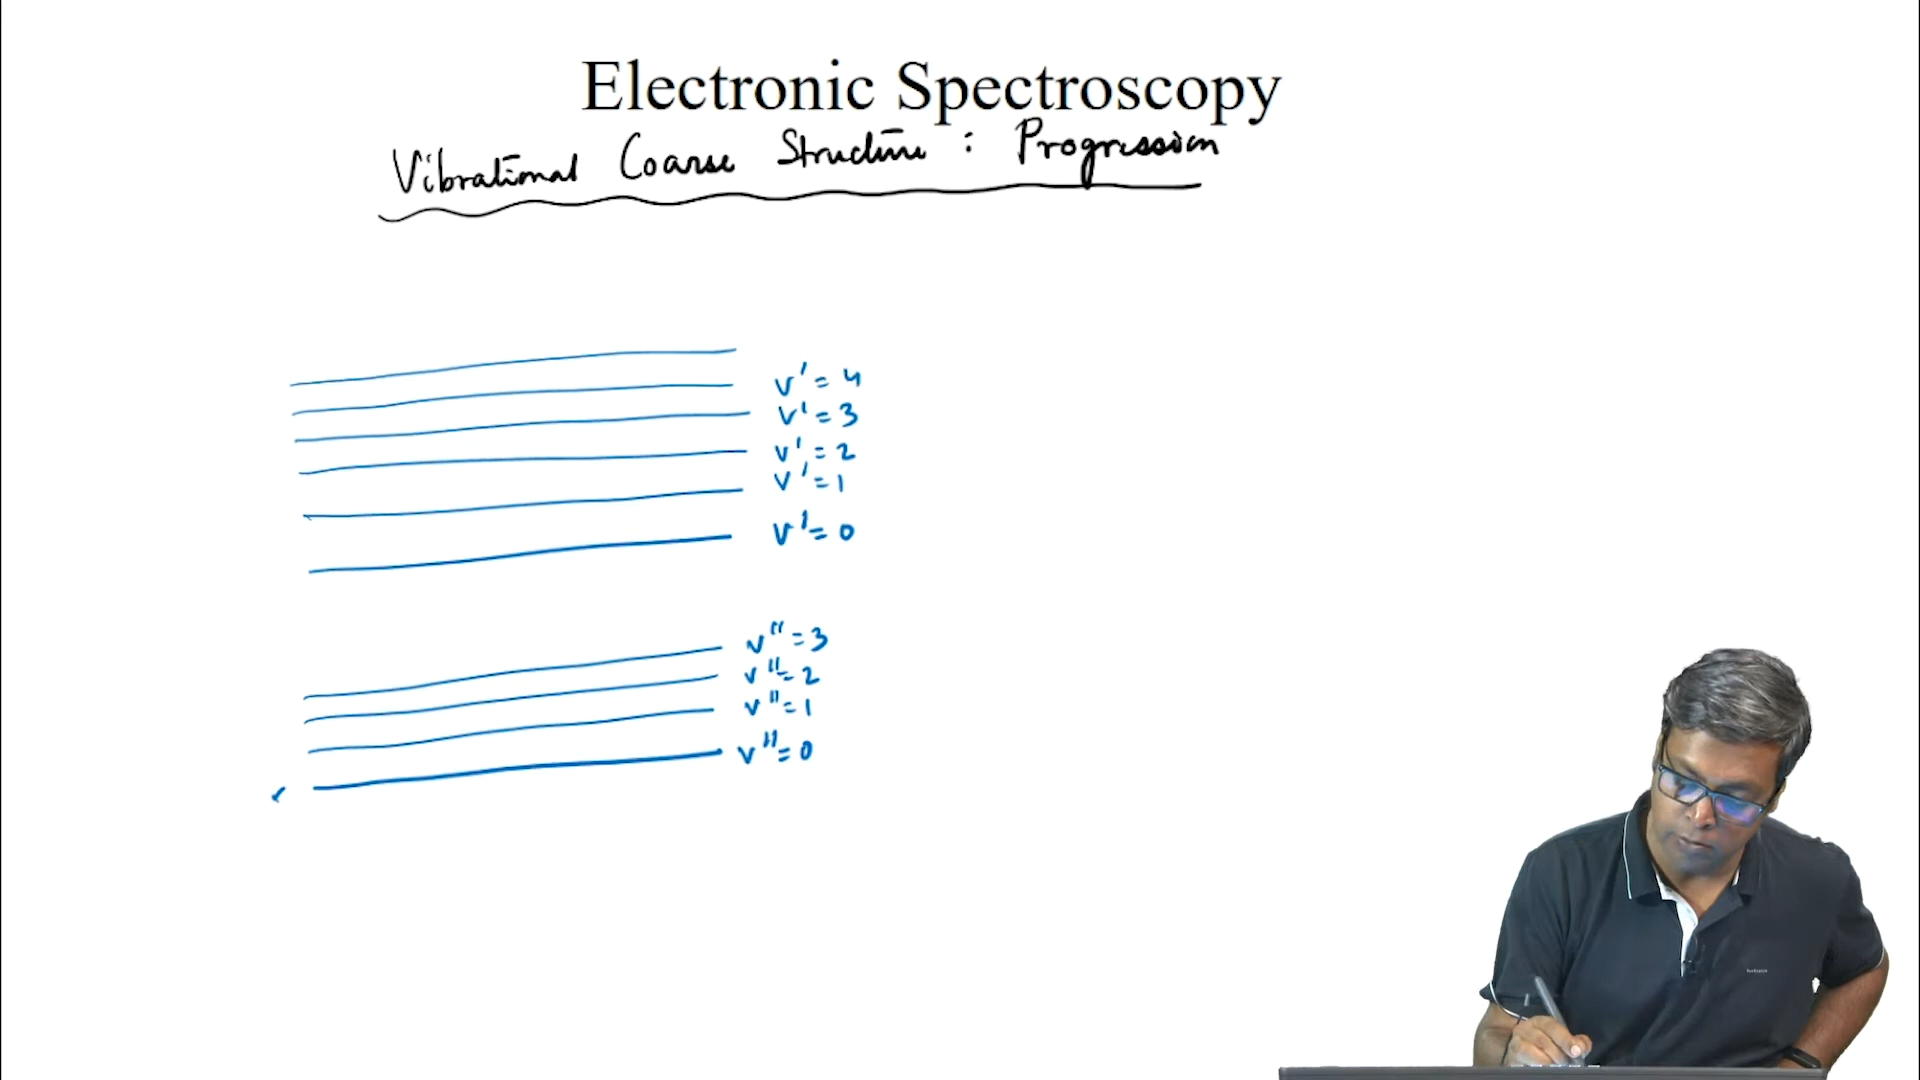 Electronic Spectroscopy
Vibrational Coarse Structure : Progression
v' = 4
v' = 3
v' = 2
v' = 1
v' = 0
v'' = 3
v'' = 2
v'' = 1
v'' = 0